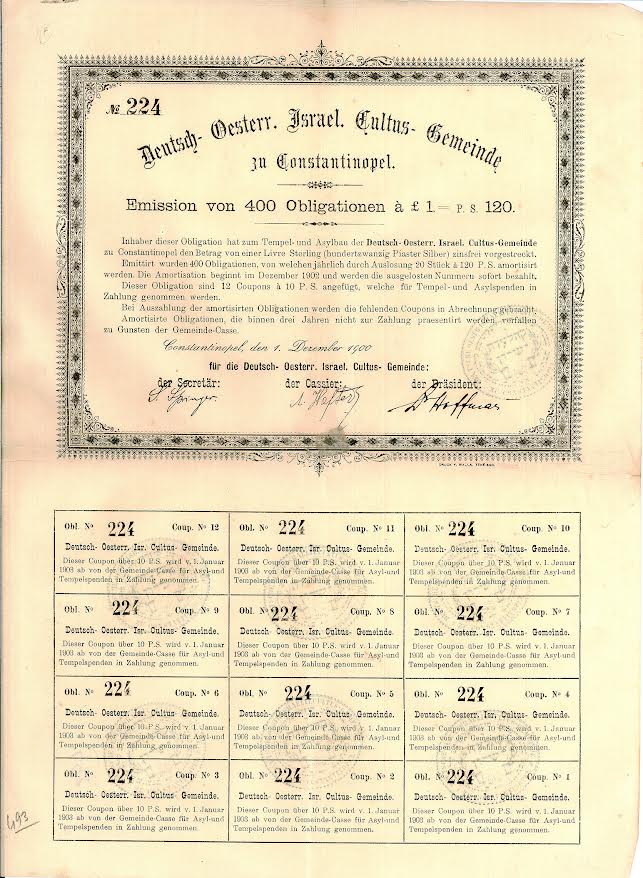 № 224
Deutsch- Oesterr. Israel. Cultus- Gemeinde
zu Constantinopel.
Emission von 400 Obligationen à £ 1.= P. S. 120.
Inhaber dieser Obligation hat zum Tempel- und Asylbau der Deutsch- Oesterr. Israel. Cultus-Gemeinde
zu Constantinopel den Betrag von einer Livre Sterling (hundertzwanzig Piaster Silber) zinsfrei vorgestreckt.
Emittirt wurden 400 Obligationen, von welchen jährlich durch Auslosung 20 Stück à 120 P. S. amortisirt
werden. Die Amortisation beginnt im Dezember 1902 und werden die ausgelosten Nummern sofort bezahlt.
Dieser Obligation sind 12 Coupons à 10 P. S. angefügt, welche für Tempel- und Asylspenden in
Zahlung genommen werden.
Bei Auszahlung der amortisirten Obligationen werden die fehlenden Coupons in Abrechnung gebracht.
Amortisirte Obligationen, die binnen drei Jahren nicht zur Zahlung praesentirt werden, verfallen
zu Gunsten der Gemeinde-Casse.
Constantinopel, den 1. Dezember 1900
für die Deutsch- Oesterr. Israel. Cultus- Gemeinde:
der Secretär: der Cassier: der Präsident:
S. Springer. Dr Hoffman
Obl. No 224 Coup. No 12
Deutsch- Oesterr. Isr. Cultus- Gemeinde.
Dieser Coupon über 10 P.S. wird v. 1. Januar
1903 ab von der Gemeinde-Casse für Asyl-und
Tempelspenden in Zahlung genommen.
Obl. No 224 Coup. No 11
Deutsch- Oesterr. Isr. Cultus- Gemeinde.
Dieser Coupon über 10 P.S. wird v. 1. Januar
1903 ab von der Gemeinde-Casse für Asyl-und
Tempelspenden in Zahlung genommen.
Obl. No 224 Coup. No 10
Deutsch- Oesterr. Isr. Cultus- Gemeinde.
Dieser Coupon über 10 P.S. wird v. 1. Januar
1903 ab von der Gemeinde-Casse für Asyl-und
Tempelspenden in Zahlung genommen.
Obl. No 224 Coup. No 9
Deutsch- Oesterr. Isr. Cultus- Gemeinde.
Dieser Coupon über 10 P.S. wird v. 1. Januar
1903 ab von der Gemeinde-Casse für Asyl-und
Tempelspenden in Zahlung genommen.
Obl. No 224 Coup. No 8
Deutsch- Oesterr. Isr. Cultus- Gemeinde.
Dieser Coupon über 10 P.S. wird v. 1. Januar
1903 ab von der Gemeinde-Casse für Asyl-und
Tempelspenden in Zahlung genommen.
Obl. No 224 Coup. No 7
Deutsch- Oesterr. Isr. Cultus- Gemeinde.
Dieser Coupon über 10 P.S. wird v. 1. Januar
1903 ab von der Gemeinde-Casse für Asyl-und
Tempelspenden in Zahlung genommen.
Obl. No 224 Coup. No 6
Deutsch- Oesterr. Isr. Cultus- Gemeinde.
Dieser Coupon über 10 P.S. wird v. 1. Januar
1903 ab von der Gemeinde-Casse für Asyl-und
Tempelspenden in Zahlung genommen.
Obl. No 224 Coup. No 5
Deutsch- Oesterr. Isr. Cultus- Gemeinde.
Dieser Coupon über 10 P.S. wird v. 1. Januar
1903 ab von der Gemeinde-Casse für Asyl-und
Tempelspenden in Zahlung genommen.
Obl. No 224 Coup. No 4
Deutsch- Oesterr. Isr. Cultus- Gemeinde.
Dieser Coupon über 10 P.S. wird v. 1. Januar
1903 ab von der Gemeinde-Casse für Asyl-und
Tempelspenden in Zahlung genommen.
Obl. No 224 Coup. No 3
Deutsch- Oesterr. Isr. Cultus- Gemeinde.
Dieser Coupon über 10 P.S. wird v. 1. Januar
1903 ab von der Gemeinde-Casse für Asyl-und
Tempelspenden in Zahlung genommen.
Obl. No 224 Coup. No 2
Deutsch- Oesterr. Isr. Cultus- Gemeinde.
Dieser Coupon über 10 P.S. wird v. 1. Januar
1903 ab von der Gemeinde-Casse für Asyl-und
Tempelspenden in Zahlung genommen.
Obl. No 224 Coup. No 1
Deutsch- Oesterr. Isr. Cultus- Gemeinde.
Dieser Coupon über 10 P.S. wird v. 1. Januar
1903 ab von der Gemeinde-Casse für Asyl-und
Tempelspenden in Zahlung genommen.
493